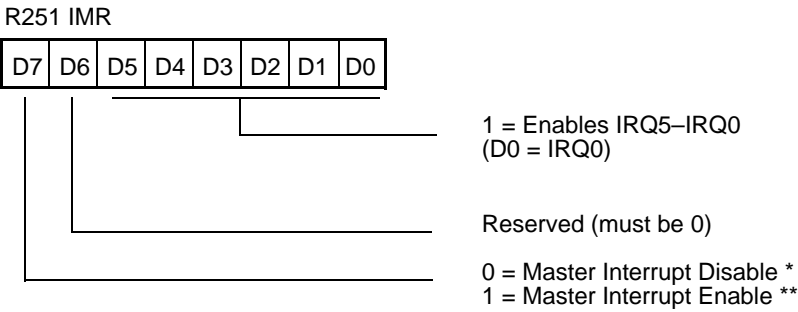 R251 IMR
D7 D6 D5 D4 D3 D2 D1 D0
1 = Enables IRQ5–IRQ0
(D0 = IRQ0)
Reserved (must be 0)
0 = Master Interrupt Disable *
1 = Master Interrupt Enable **